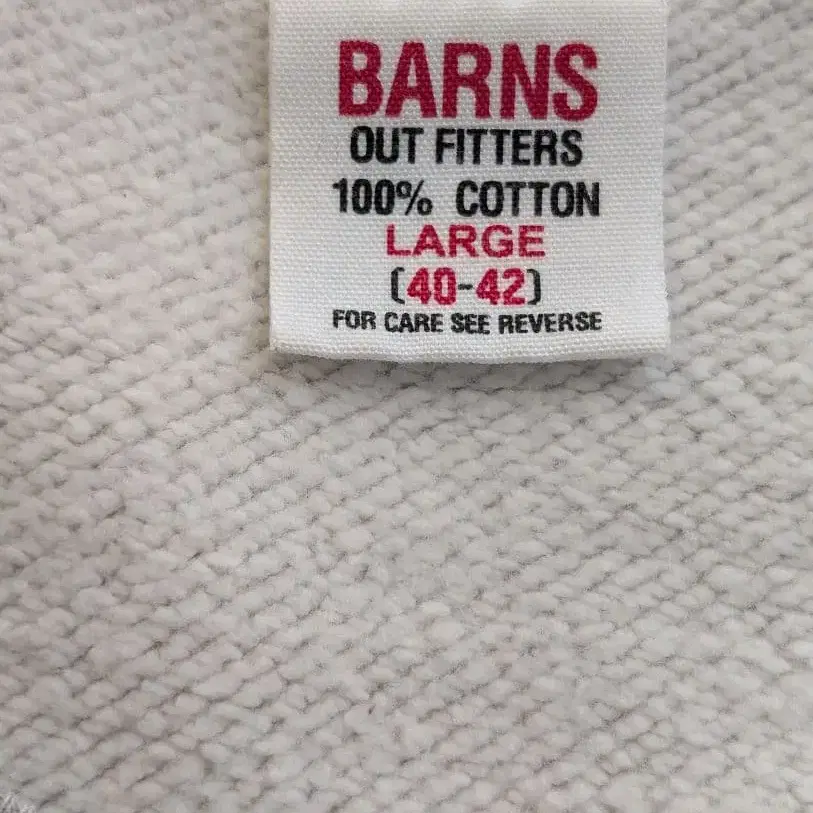 BARNS
OUT FITTERS
100% COTTON
LARGE
(40-42)
FOR CARE SEE REVERSE